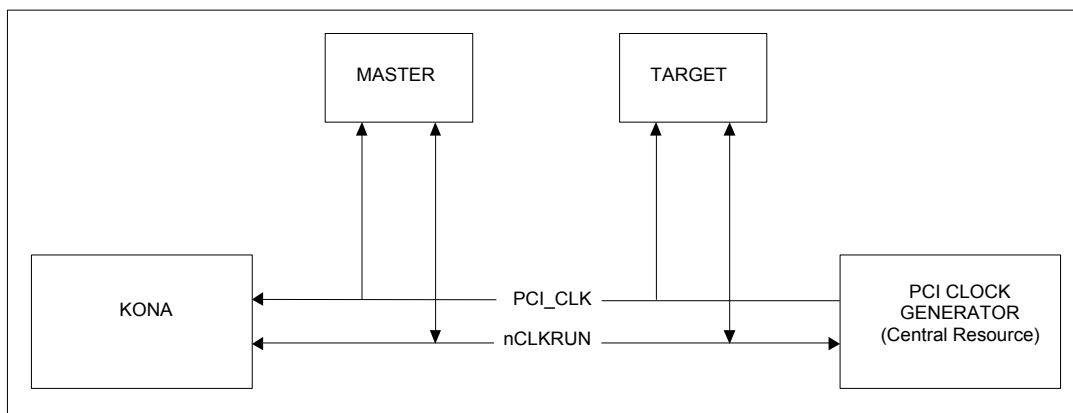 MASTER
TARGET
KONA
PCI_CLK
nCLKRUN
PCI CLOCK
GENERATOR
(Central Resource)